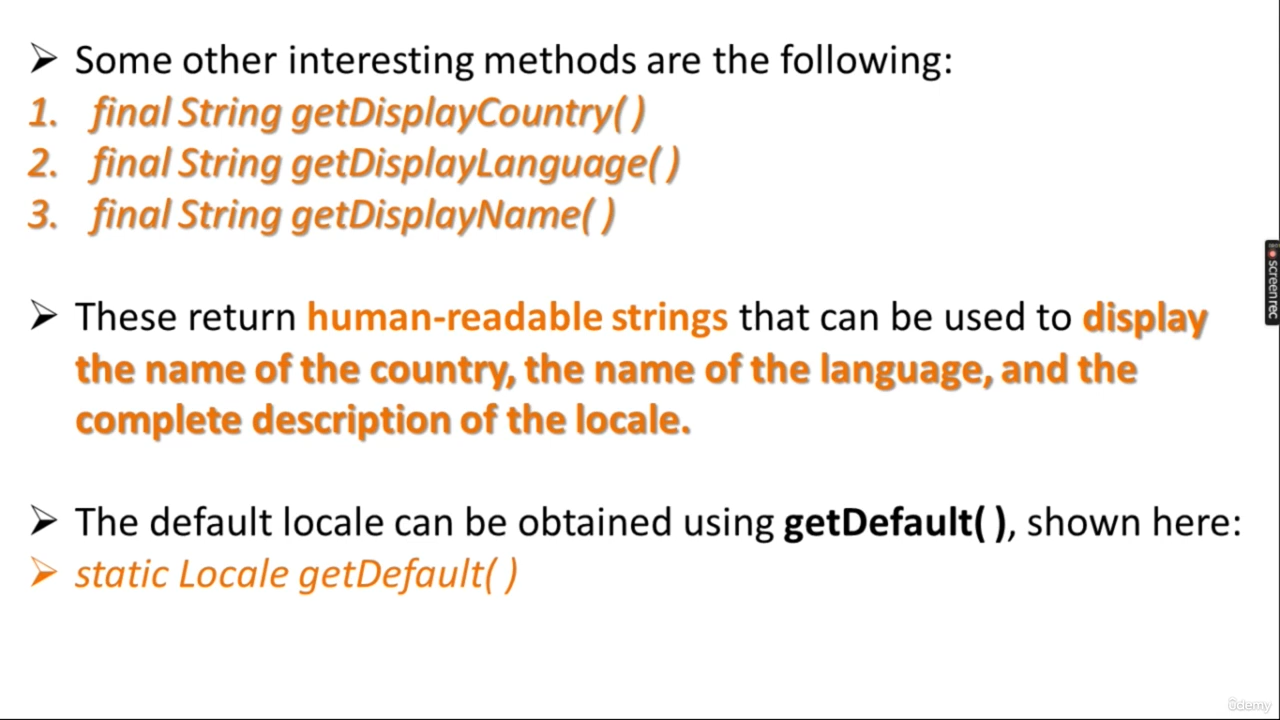 ➢ Some other interesting methods are the following:
1. final String getDisplayCountry( )
2. final String getDisplayLanguage( )
3. final String getDisplayName( )
➢ These return human-readable strings that can be used to display
the name of the country, the name of the language, and the
complete description of the locale.
➢ The default locale can be obtained using getDefault( ), shown here:
➢ static Locale getDefault( )
screenrec
ûdemy